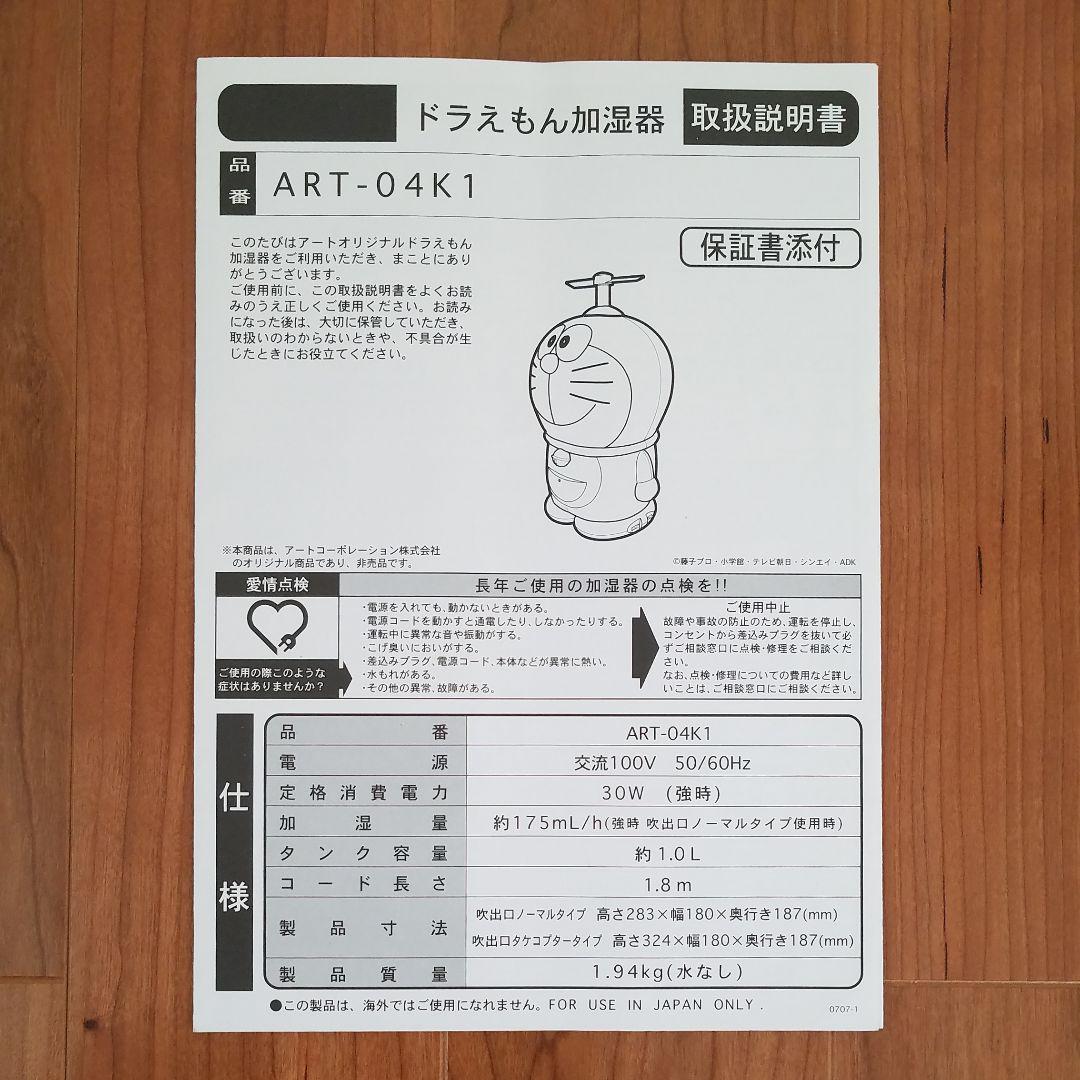 ドラえもん加湿器 取扱説明書
品番 ART-04K1
このたびはアートオリジナルドラえもん
加湿器をご利用いただき、まことにあり
がとうございます。
ご使用前に、この取扱説明書をよくお読
みのうえ正しくご使用ください。お読み
になった後は、大切に保管していただき、
取扱いのわからないときや、不具合が生
じたときにお役立てください。
保証書添付
※本商品は、アートコーポレーション株式会社
のオリジナル商品であり、非売品です。
©藤子プロ・小学館・テレビ朝日・シンエイ・ADK
愛情点検
長年ご使用の加湿器の点検を!!
ご使用の際このような
症状はありませんか？
・電源を入れても、動かないときがある。
・電源コードを動かすと通電したり、しなかったりする。
・運転中に異常な音や振動がする。
・こげ臭いにおいがする。
・差込みプラグ、電源コード、本体などが異常に熱い。
・水もれがある。
・その他の異常、故障がある。
ご使用中止
故障や事故の防止のため、運転を停止し、
コンセントから差込みプラグを抜いて必
ずご相談窓口に点検・修理をご相談くだ
さい。
なお、点検・修理についての費用など詳し
いことは、ご相談窓口にご相談ください。
仕様
品番 ART-04K1
電源 交流100V 50/60Hz
定格消費電力 30W (強時)
加湿量 約175mL/h(強時 吹出口ノーマルタイプ使用時)
タンク容量 約1.0L
コード長さ 1.8m
製品寸法 吹出口ノーマルタイプ 高さ283×幅180×奥行き187(mm)
吹出口タケコプタータイプ 高さ324×幅180×奥行き187(mm)
製品質量 1.94kg(水なし)
●この製品は、海外ではご使用になれません。FOR USE IN JAPAN ONLY.
0707-1